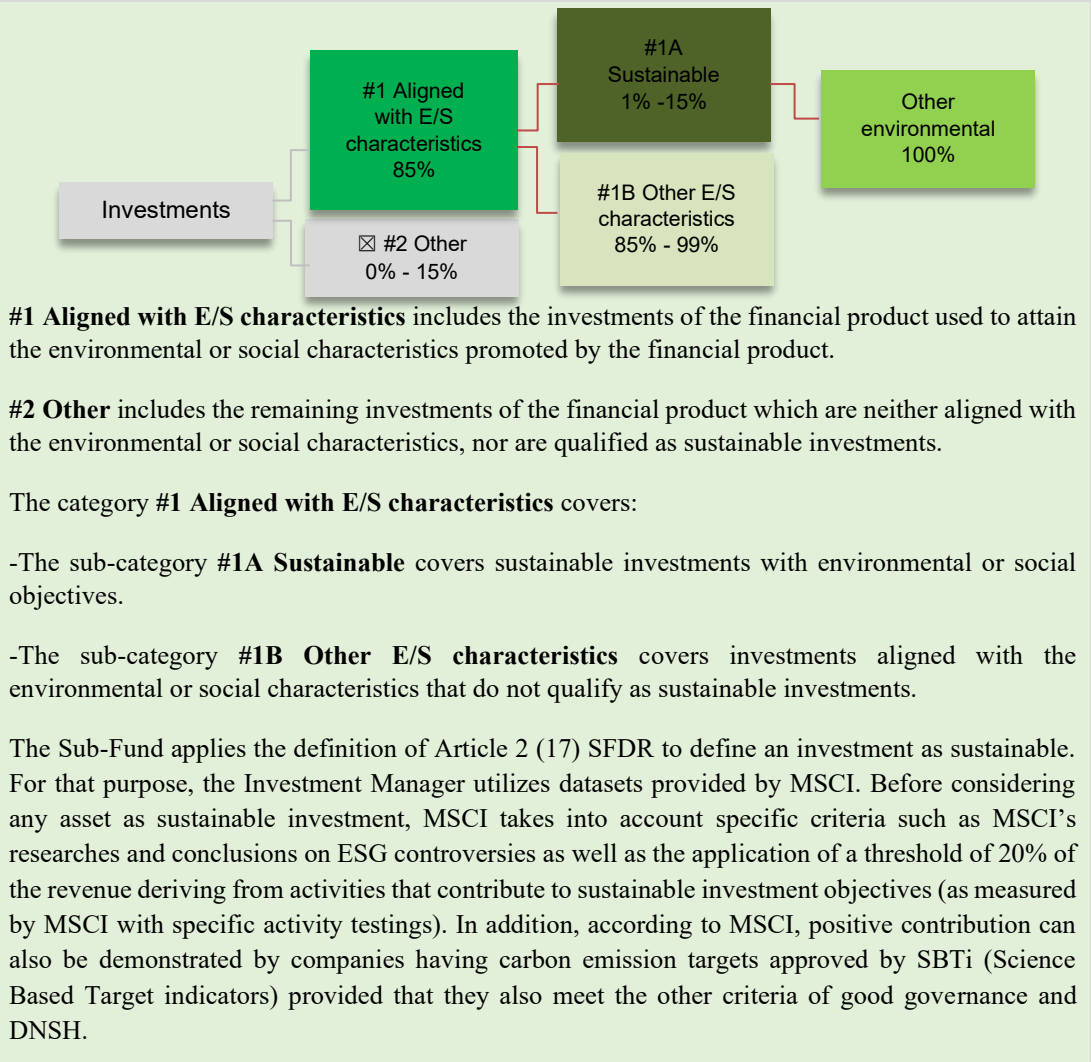 #1A
Sustainable
1% -15%
#1 Aligned
with E/S
characteristics
85%
Other
environmental
100%
Investments
#1B Other E/S
characteristics
85% - 99%
☒ #2 Other
0% - 15%
#1 Aligned with E/S characteristics includes the investments of the financial product used to attain
the environmental or social characteristics promoted by the financial product.
#2 Other includes the remaining investments of the financial product which are neither aligned with
the environmental or social characteristics, nor are qualified as sustainable investments.
The category #1 Aligned with E/S characteristics covers:
-The sub-category #1A Sustainable covers sustainable investments with environmental or social
objectives.
-The sub-category #1B Other E/S characteristics covers investments aligned with the
environmental or social characteristics that do not qualify as sustainable investments.
The Sub-Fund applies the definition of Article 2 (17) SFDR to define an investment as sustainable.
For that purpose, the Investment Manager utilizes datasets provided by MSCI. Before considering
any asset as sustainable investment, MSCI takes into account specific criteria such as MSCI’s
researches and conclusions on ESG controversies as well as the application of a threshold of 20% of
the revenue deriving from activities that contribute to sustainable investment objectives (as measured
by MSCI with specific activity testings). In addition, according to MSCI, positive contribution can
also be demonstrated by companies having carbon emission targets approved by SBTi (Science
Based Target indicators) provided that they also meet the other criteria of good governance and
DNSH.